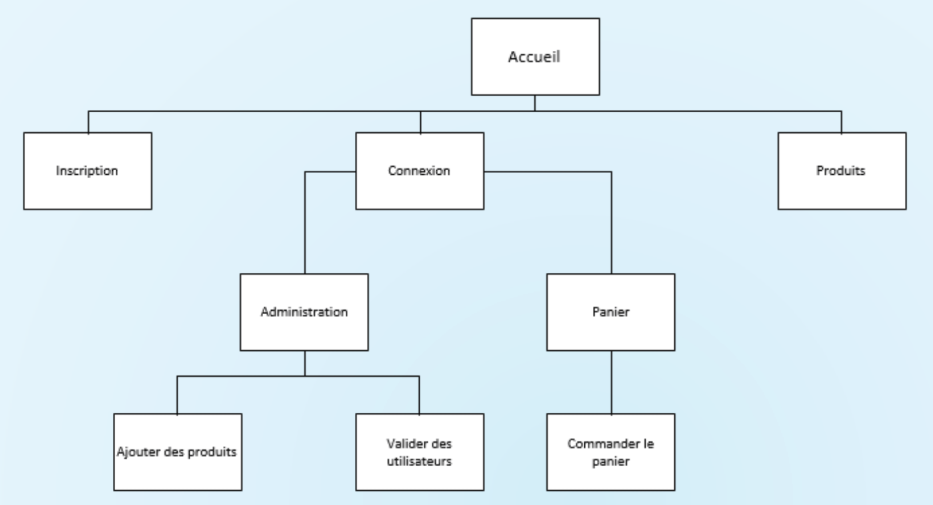 Accueil
Inscription
Connexion
Produits
Administration
Panier
Ajouter des produits
Valider des
utilisateurs
Commander le
panier